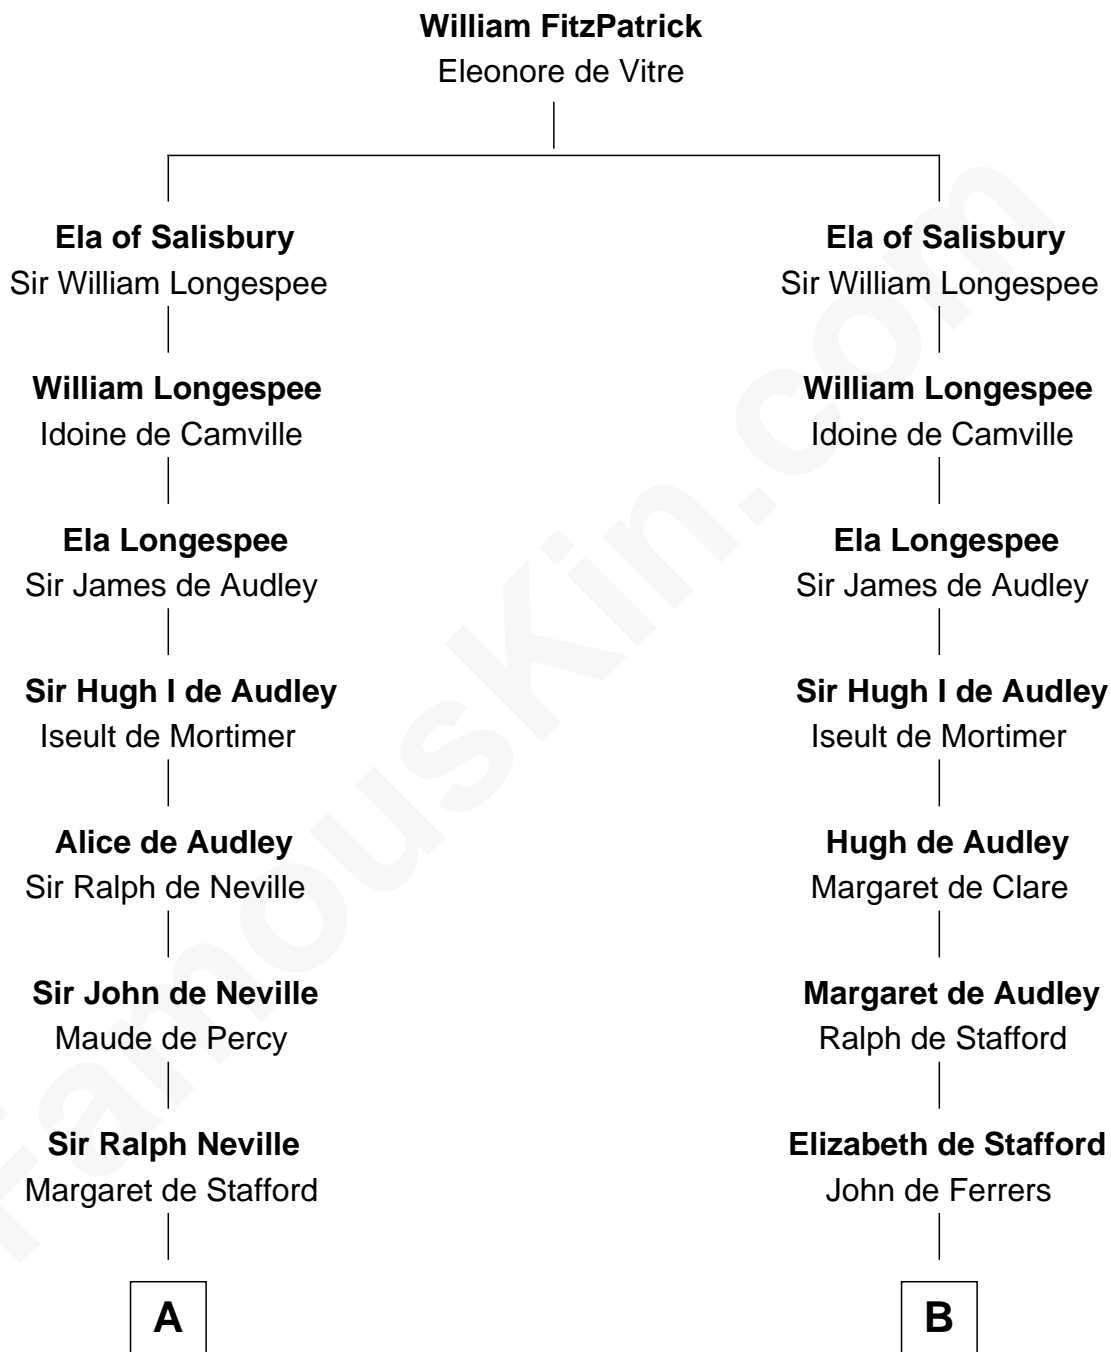 William FitzPatrick
Eleonore de Vitre
Ela of Salisbury
Sir William Longespee
William Longespee
Idoine de Camville
Ela Longespee
Sir James de Audley
Sir Hugh I de Audley
Iseult de Mortimer
Alice de Audley
Sir Ralph de Neville
Sir John de Neville
Maude de Percy
Sir Ralph Neville
Margaret de Stafford
A
Ela of Salisbury
Sir William Longespee
William Longespee
Idoine de Camville
Ela Longespee
Sir James de Audley
Sir Hugh I de Audley
Iseult de Mortimer
Hugh de Audley
Margaret de Clare
Margaret de Audley
Ralph de Stafford
Elizabeth de Stafford
John de Ferrers
B
FamousKin.com